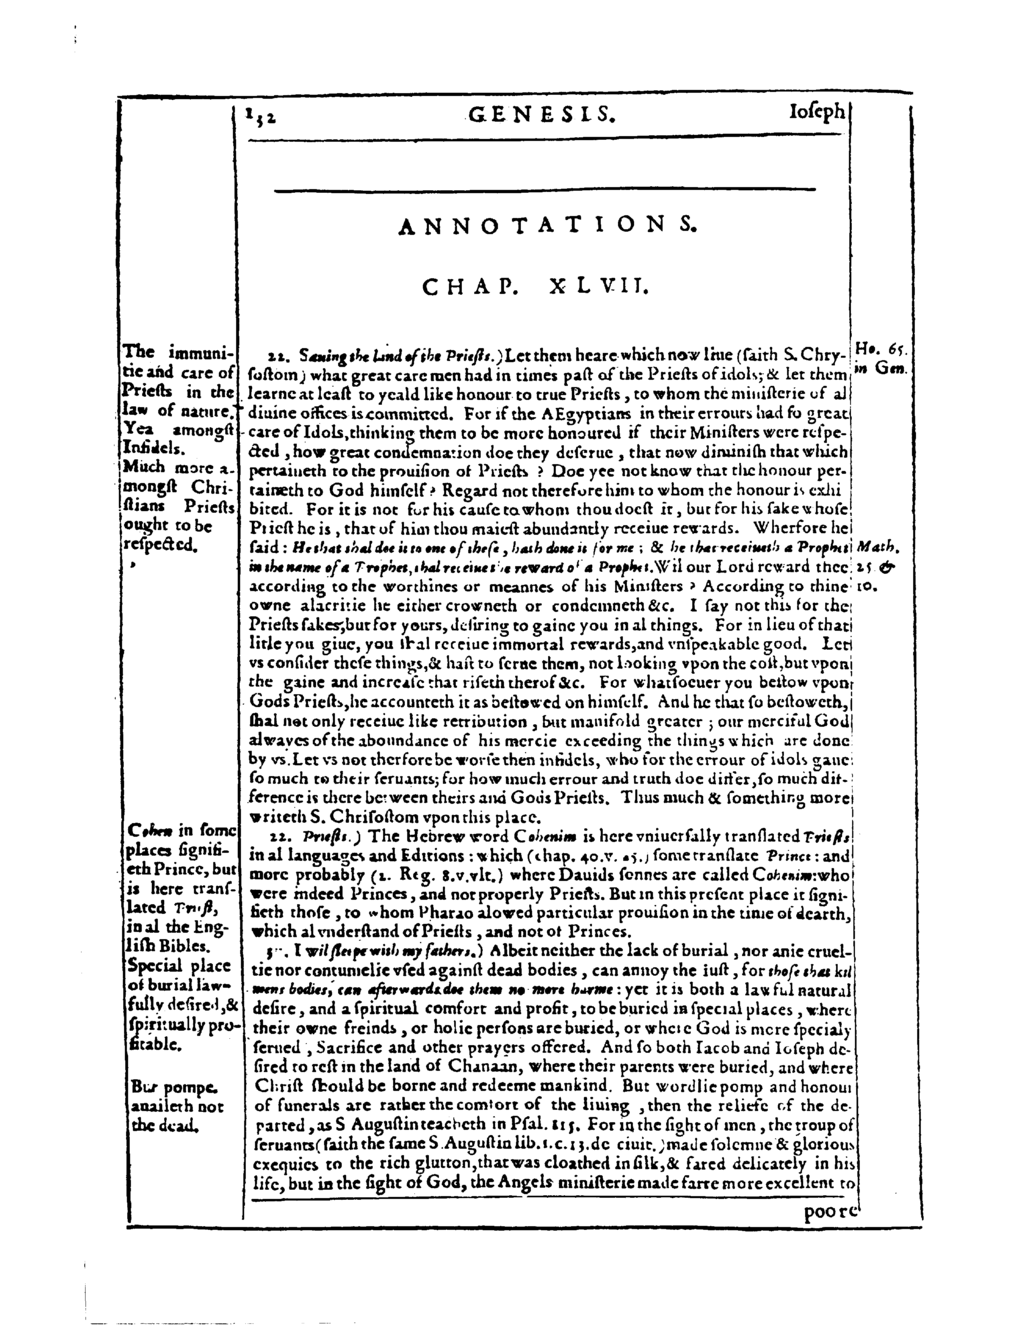 132 GENESIS. Ioſeph
ANNOTATIONS.
CHAP. XLVII.
The immuni-
tie and care of
Prieſts in the
law of nature.
Yea amongſt
Infidels.
Much more a-
mongſt Chri-
ſtians Prieſts
ought to be
reſpected.
Ho. 65.
in Gen.
22. Sauing the land of the Prieſts.) Let them heare which now liue (ſaith S. Chry-
ſoſtom) what great care men had in times paſt of the Prieſts of idols; & let them
learne at leaſt to yeald like honour to true Prieſts, to whom the miniſterie of al
diuine offices is committed. For if the AEgyptians in their errours had ſo great
care of Idols, thinking them to be more honoured if their Miniſters were reſpe-
cted, how great condemnation doe they deſerue, that now diminiſh that which
pertaineth to the prouiſion of Prieſts? Doe yee not know that the honour per-
taineth to God himſelf? Regard not therefore him to whom the honour is exhi
bited. For it is not for his cauſe to whom thou doeſt it, but for his ſake whoſe
Prieſt he is, that of him thou maieſt abundantly receiue rewards. Wherfore he
ſaid: He that shal doe it to one of theſe, hath done it for me; & he that receiueth a Prophet
in the name of a Prophet, shal receiue the reward of a Prophet. Wil our Lord reward thee
according to the worthines or meannes of his Miniſters? According to thine
owne alacritie he either crowneth or condemneth &c. I ſay not this for the
Prieſts ſakes, but for yours, deſiring to gaine you in al things. For in lieu of that
litle you giue, you ſhal receiue immortal rewards, and vnſpeakable good. Let
vs conſider theſe things, & haſt to ſerue them, not looking vpon the coſt, but vpon
the gaine and increaſe that riſeth therof &c. For whatſoeuer you beſtow vpon
Gods Prieſts, he accounteth it as beſtowed on himſelf. And he that ſo beſtoweth,
ſhal not only receiue like retribution, but manifold greater; our merciful God
alwayes of the aboundance of his mercie exceeding the things which are done
by vs. Let vs not therfore be worſe then infidels, who for the errour of idols gaue
ſo much to their ſeruants; for how much errour and truth doe differ, ſo much dif-
ference is there between theirs and Gods Prieſts. Thus much & ſomething more
writeth S. Chriſoſtom vpon this place.
Math.
25 &
10.
Cohen in ſome
places ſignifi-
eth Prince, but
is here tranſ-
lated Prieſt,
in al the Eng-
liſh Bibles.
22. Prieſts.) The Hebrew word Cohenim is here vniuerſally tranſlated Prieſts
in al languages and Editions: which (chap. 40. v. 45.) ſome tranſlate Prince: and
more probably (2. Reg. 8. v. vlt.) where Dauids ſonnes are called Cohenim: who
were indeed Princes, and not properly Prieſts. But in this preſent place it ſigni-
fieth thoſe, to whom Pharao alowed particular prouiſion in the time of dearth,
which al vnderſtand of Prieſts, and not of Princes.
Special place
of burial law-
fully deſired, &
ſpiritually pro-
fitable.
But pompe
auaileth not
the dead.
I wil ſleepe with my fathers.) Albeit neither the lack of burial, nor anie cruel-
tie nor contumelie vſed againſt dead bodies, can annoy the iuſt, for thoſe that kil
mens bodies, can afterwards doe them no more harme: yet it is both a lawful natural
deſire, and a ſpiritual comfort and profit, to be buried in ſpecial places, where
their owne freinds, or holie perſons are buried, or where God is more ſpecialy
ſerued, Sacrifice and other prayers offered. And ſo both Iacob and Ioſeph de-
ſired to reſt in the land of Chanaan, where their parents were buried, and where
Chriſt ſhould be borne and redeeme mankind. But wordlie pomp and honour
of funerals are rather the comfort of the liuing, then the reliefe of the de-
parted, as S Auguſtin teacheth in Pſal. 115. For in the ſight of men, the troup of
ſeruants (ſaith the ſame S. Auguſtin lib. 1. c. 13. de ciuit.) made ſolemne & glorious
exequies to the rich glutton, that was cloathed in ſilk, & fared delicately in his
life, but in the ſight of God, the Angels miniſterie made farre more excellent to
poore